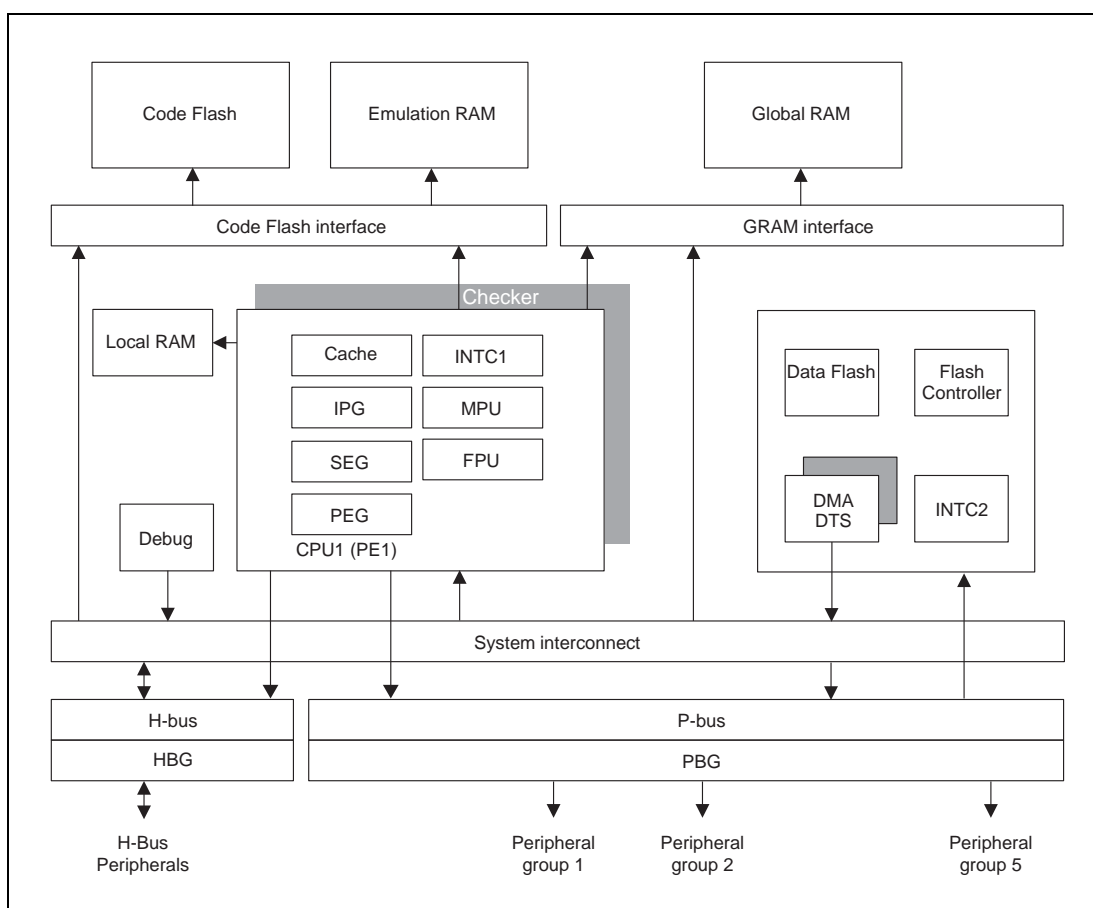 Code Flash
Emulation RAM
Global RAM
Code Flash interface
GRAM interface
Checker
Local RAM
Cache
INTC1
IPG
MPU
SEG
FPU
PEG
CPU1 (PE1)
Debug
Data Flash
Flash
Controller
DMA
DTS
INTC2
System interconnect
H-bus
HBG
P-bus
PBG
H-Bus
Peripherals
Peripheral
group 1
Peripheral
group 2
Peripheral
group 5